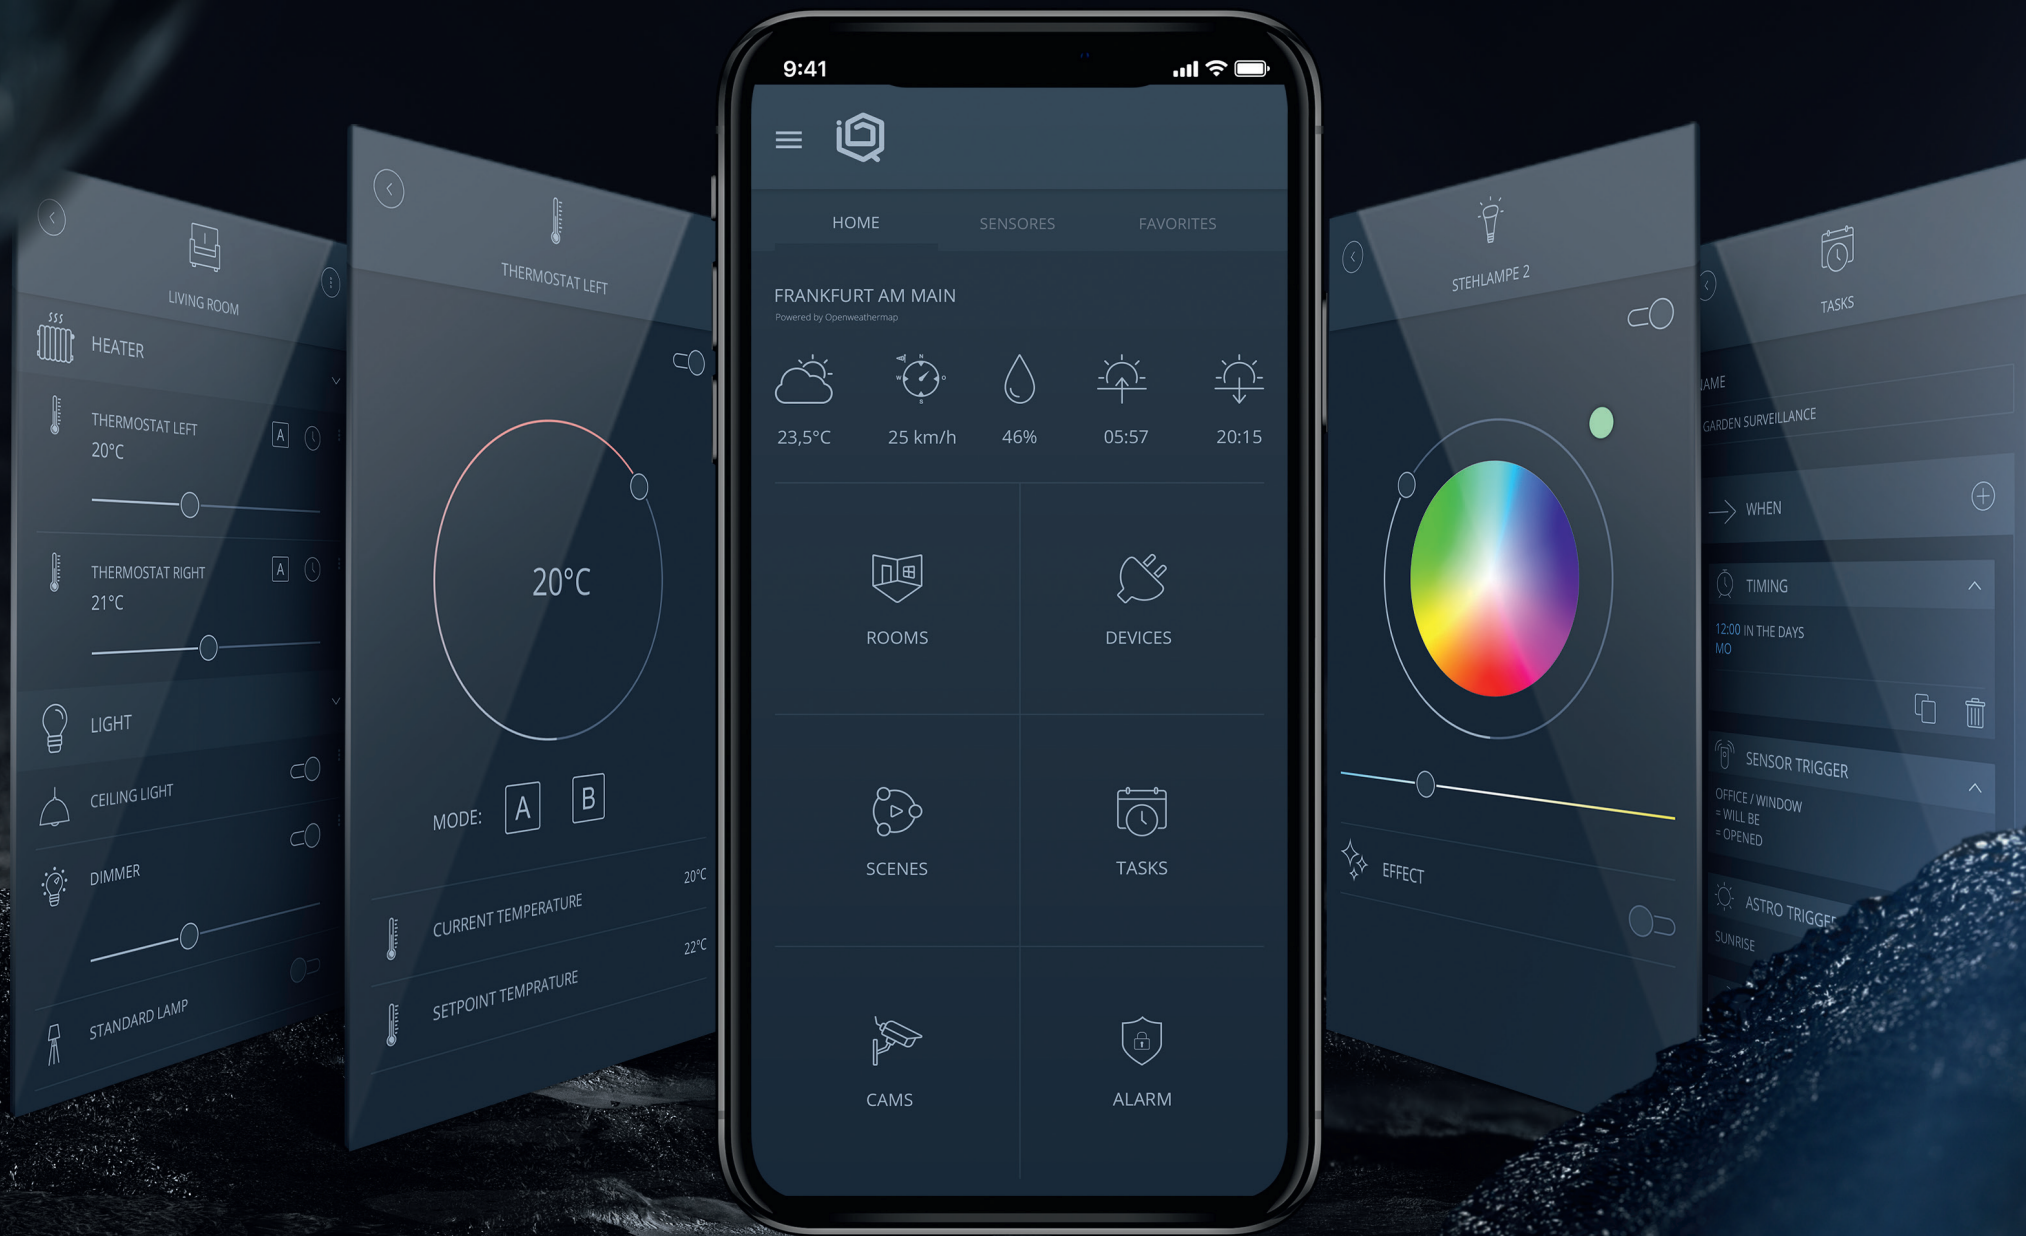 9:41
HOME
SENSORES
FAVORITES
FRANKFURT AM MAIN
Powered by Openweathermap
23,5°C
25 km/h
46%
05:57
20:15
ROOMS
DEVICES
SCENES
TASKS
CAMS
ALARM
LIVING ROOM
HEATER
THERMOSTAT LEFT
A
20°C
THERMOSTAT RIGHT
A
21°C
LIGHT
CEILING LIGHT
DIMMER
STANDARD LAMP
THERMOSTAT LEFT
20°C
MODE: A B
CURRENT TEMPERATURE 20°C
SETPOINT TEMPRATURE 22°C
STEHLAMPE 2
EFFECT
TASKS
NAME
GARDEN SURVEILLANCE
WHEN
TIMING
12:00 IN THE DAYS
MO
SENSOR TRIGGER
OFFICE / WINDOW
= WILL BE
= OPENED
ASTRO TRIGGER
SUNRISE